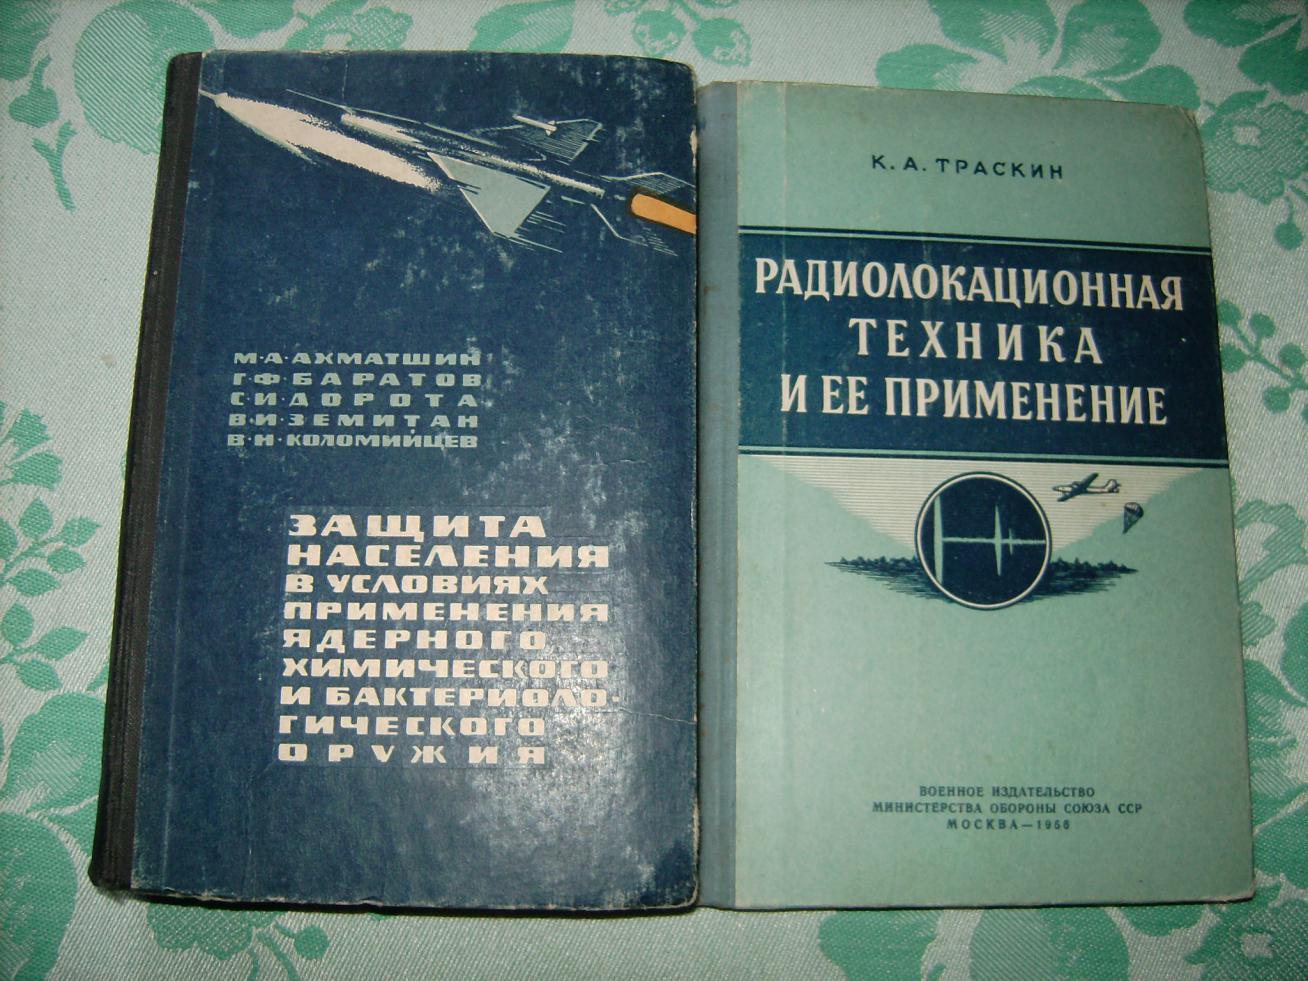 М·А·АХМАТШИН
Г·Ф·БАРАТОВ
С·И·ДОРОТА
В·И·ЗЕМИТАН
В·Н·КОЛОМИЙЦЕВ
ЗАЩИТА
НАСЕЛЕНИЯ
В УСЛОВИЯХ
ПРИМЕНЕНИЯ
ЯДЕРНОГО
ХИМИЧЕСКОГО
И БАКТЕРИОЛО-
ГИЧЕСКОГО
ОРУЖИЯ
К. А. ТРАСКИН
РАДИОЛОКАЦИОННАЯ
ТЕХНИКА
И ЕЕ ПРИМЕНЕНИЕ
ВОЕННОЕ ИЗДАТЕЛЬСТВО
МИНИСТЕРСТВА ОБОРОНЫ СОЮЗА ССР
МОСКВА—1956